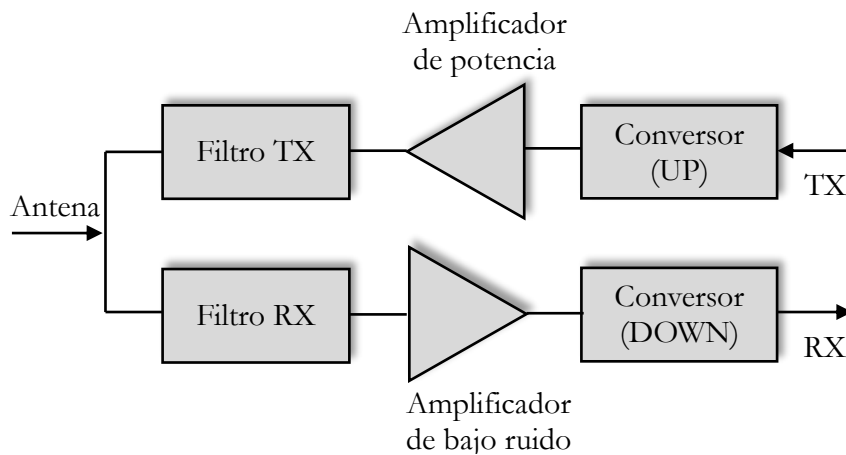 Amplificador
de potencia
Filtro TX
Conversor
(UP)
TX
Antena
Filtro RX
Conversor
(DOWN)
RX
Amplificador
de bajo ruido